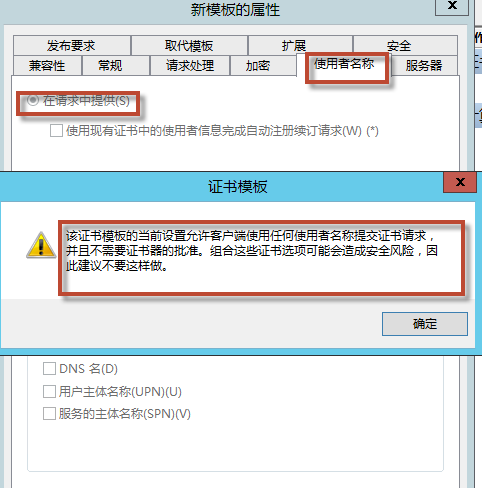 新模板的属性
x
作
发布要求
取代模板
扩展
安全
兼容性
常规
请求处理
加密
使用者名称
服务器
在请求中提供(S)
使用现有证书中的使用者信息完成自动注册续订请求(W) (*)
证书模板
x
该证书模板的当前设置允许客户端使用任何使用者名称提交证书请求，
并且不需要证书器的批准。组合这些证书选项可能会造成安全风险，因
此建议不要这样做。
确定
DNS 名(D)
用户主体名称(UPN)(U)
服务的主体名称(SPN)(V)